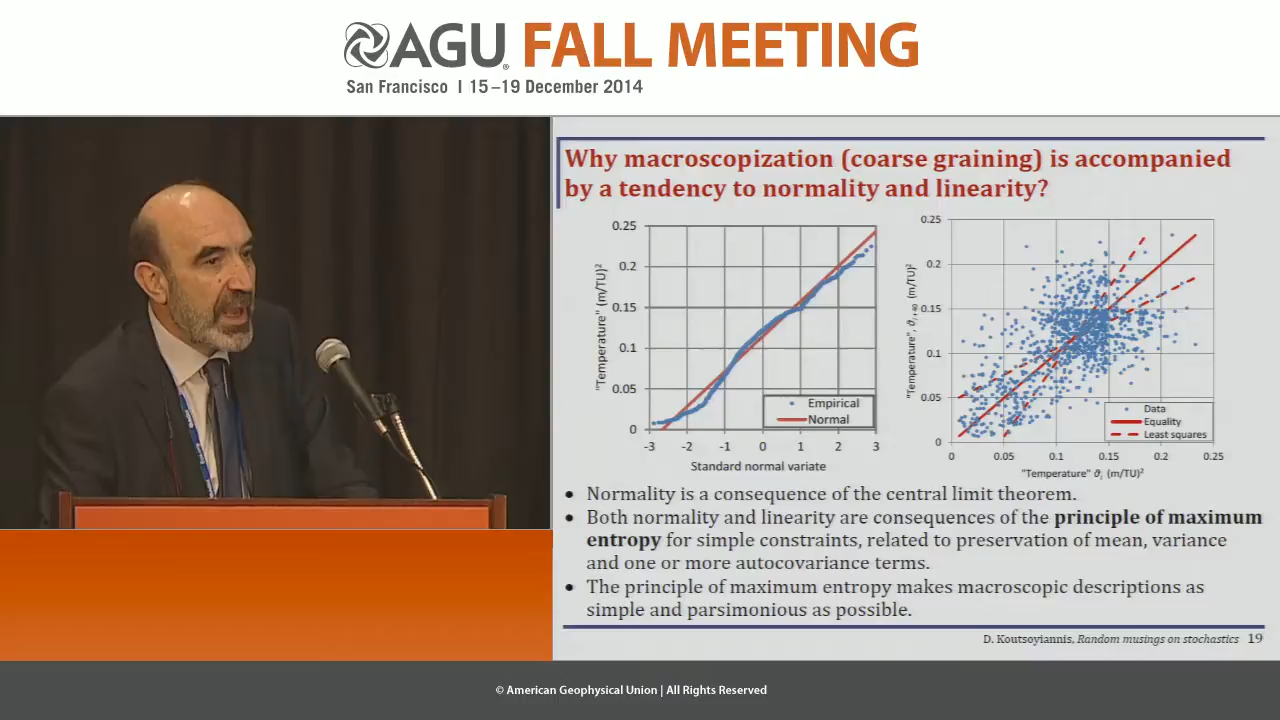 AGU FALL MEETING
San Francisco | 15–19 December 2014
Why macroscopization (coarse graining) is accompanied
by a tendency to normality and linearity?
0.25
0.2
0.15
0.1
0.05
0
"Temperature" (m/TU)²
-3 -2 -1 0 1 2 3
Standard normal variate
Empirical
Normal
0.25
0.2
0.15
0.1
0.05
0
"Temperature", ϑᵢ₊₄₀ (m/TU)²
0 0.05 0.1 0.15 0.2 0.25
"Temperature" ϑᵢ (m/TU)²
Data
Equality
Least squares
• Normality is a consequence of the central limit theorem.
• Both normality and linearity are consequences of the principle of maximum
entropy for simple constraints, related to preservation of mean, variance
and one or more autocovariance terms.
• The principle of maximum entropy makes macroscopic descriptions as
simple and parsimonious as possible.
D. Koutsoyiannis, Random musings on stochastics 19
© American Geophysical Union | All Rights Reserved